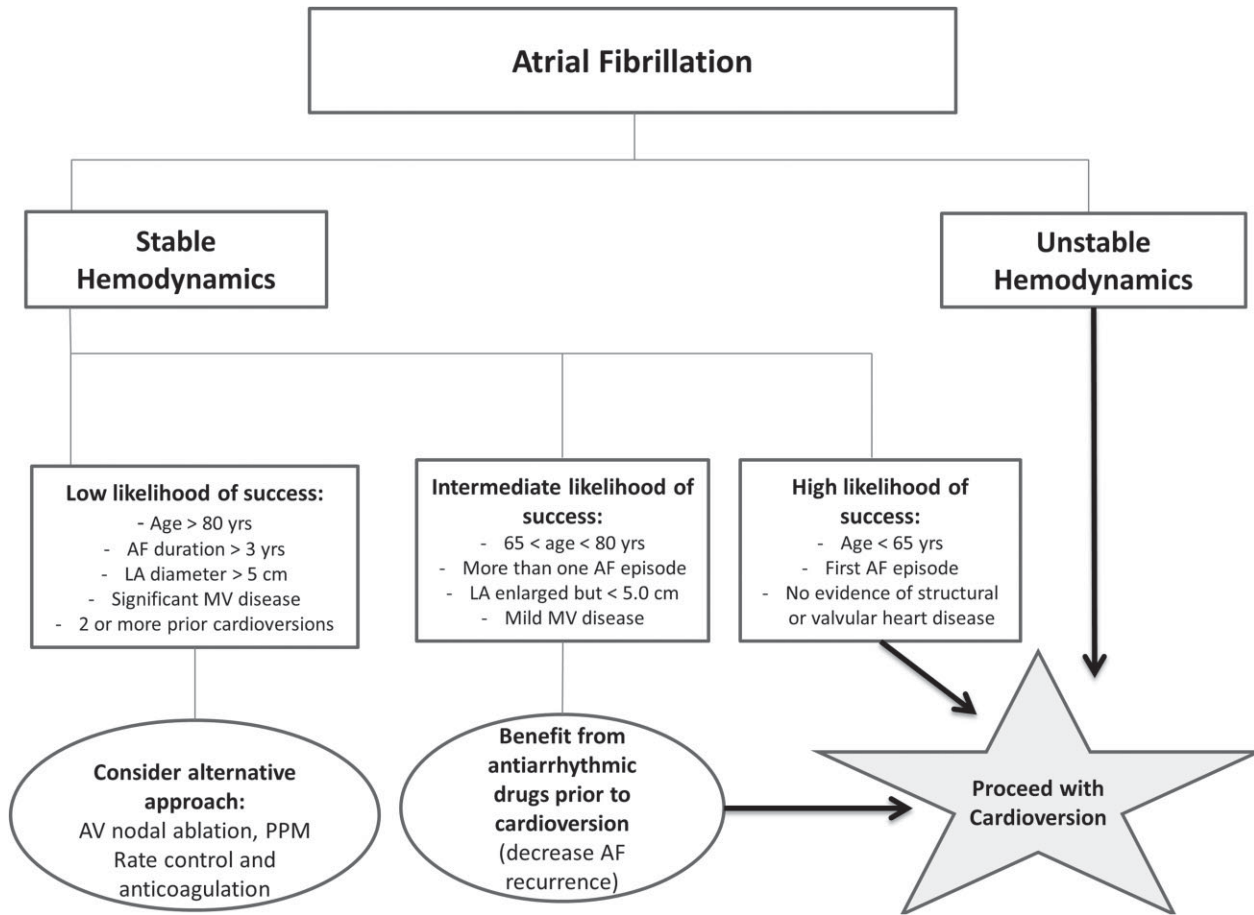 Atrial Fibrillation
Stable
Hemodynamics
Unstable
Hemodynamics
Low likelihood of success:
- Age > 80 yrs
- AF duration > 3 yrs
- LA diameter > 5 cm
- Significant MV disease
- 2 or more prior cardioversions
Intermediate likelihood of
success:
- 65 < age < 80 yrs
- More than one AF episode
- LA enlarged but < 5.0 cm
- Mild MV disease
High likelihood of
success:
- Age < 65 yrs
- First AF episode
- No evidence of structural
or valvular heart disease
Consider alternative
approach:
AV nodal ablation, PPM
Rate control and
anticoagulation
Benefit from
antiarrhythmic
drugs prior to
cardioversion
(decrease AF
recurrence)
Proceed with
Cardioversion